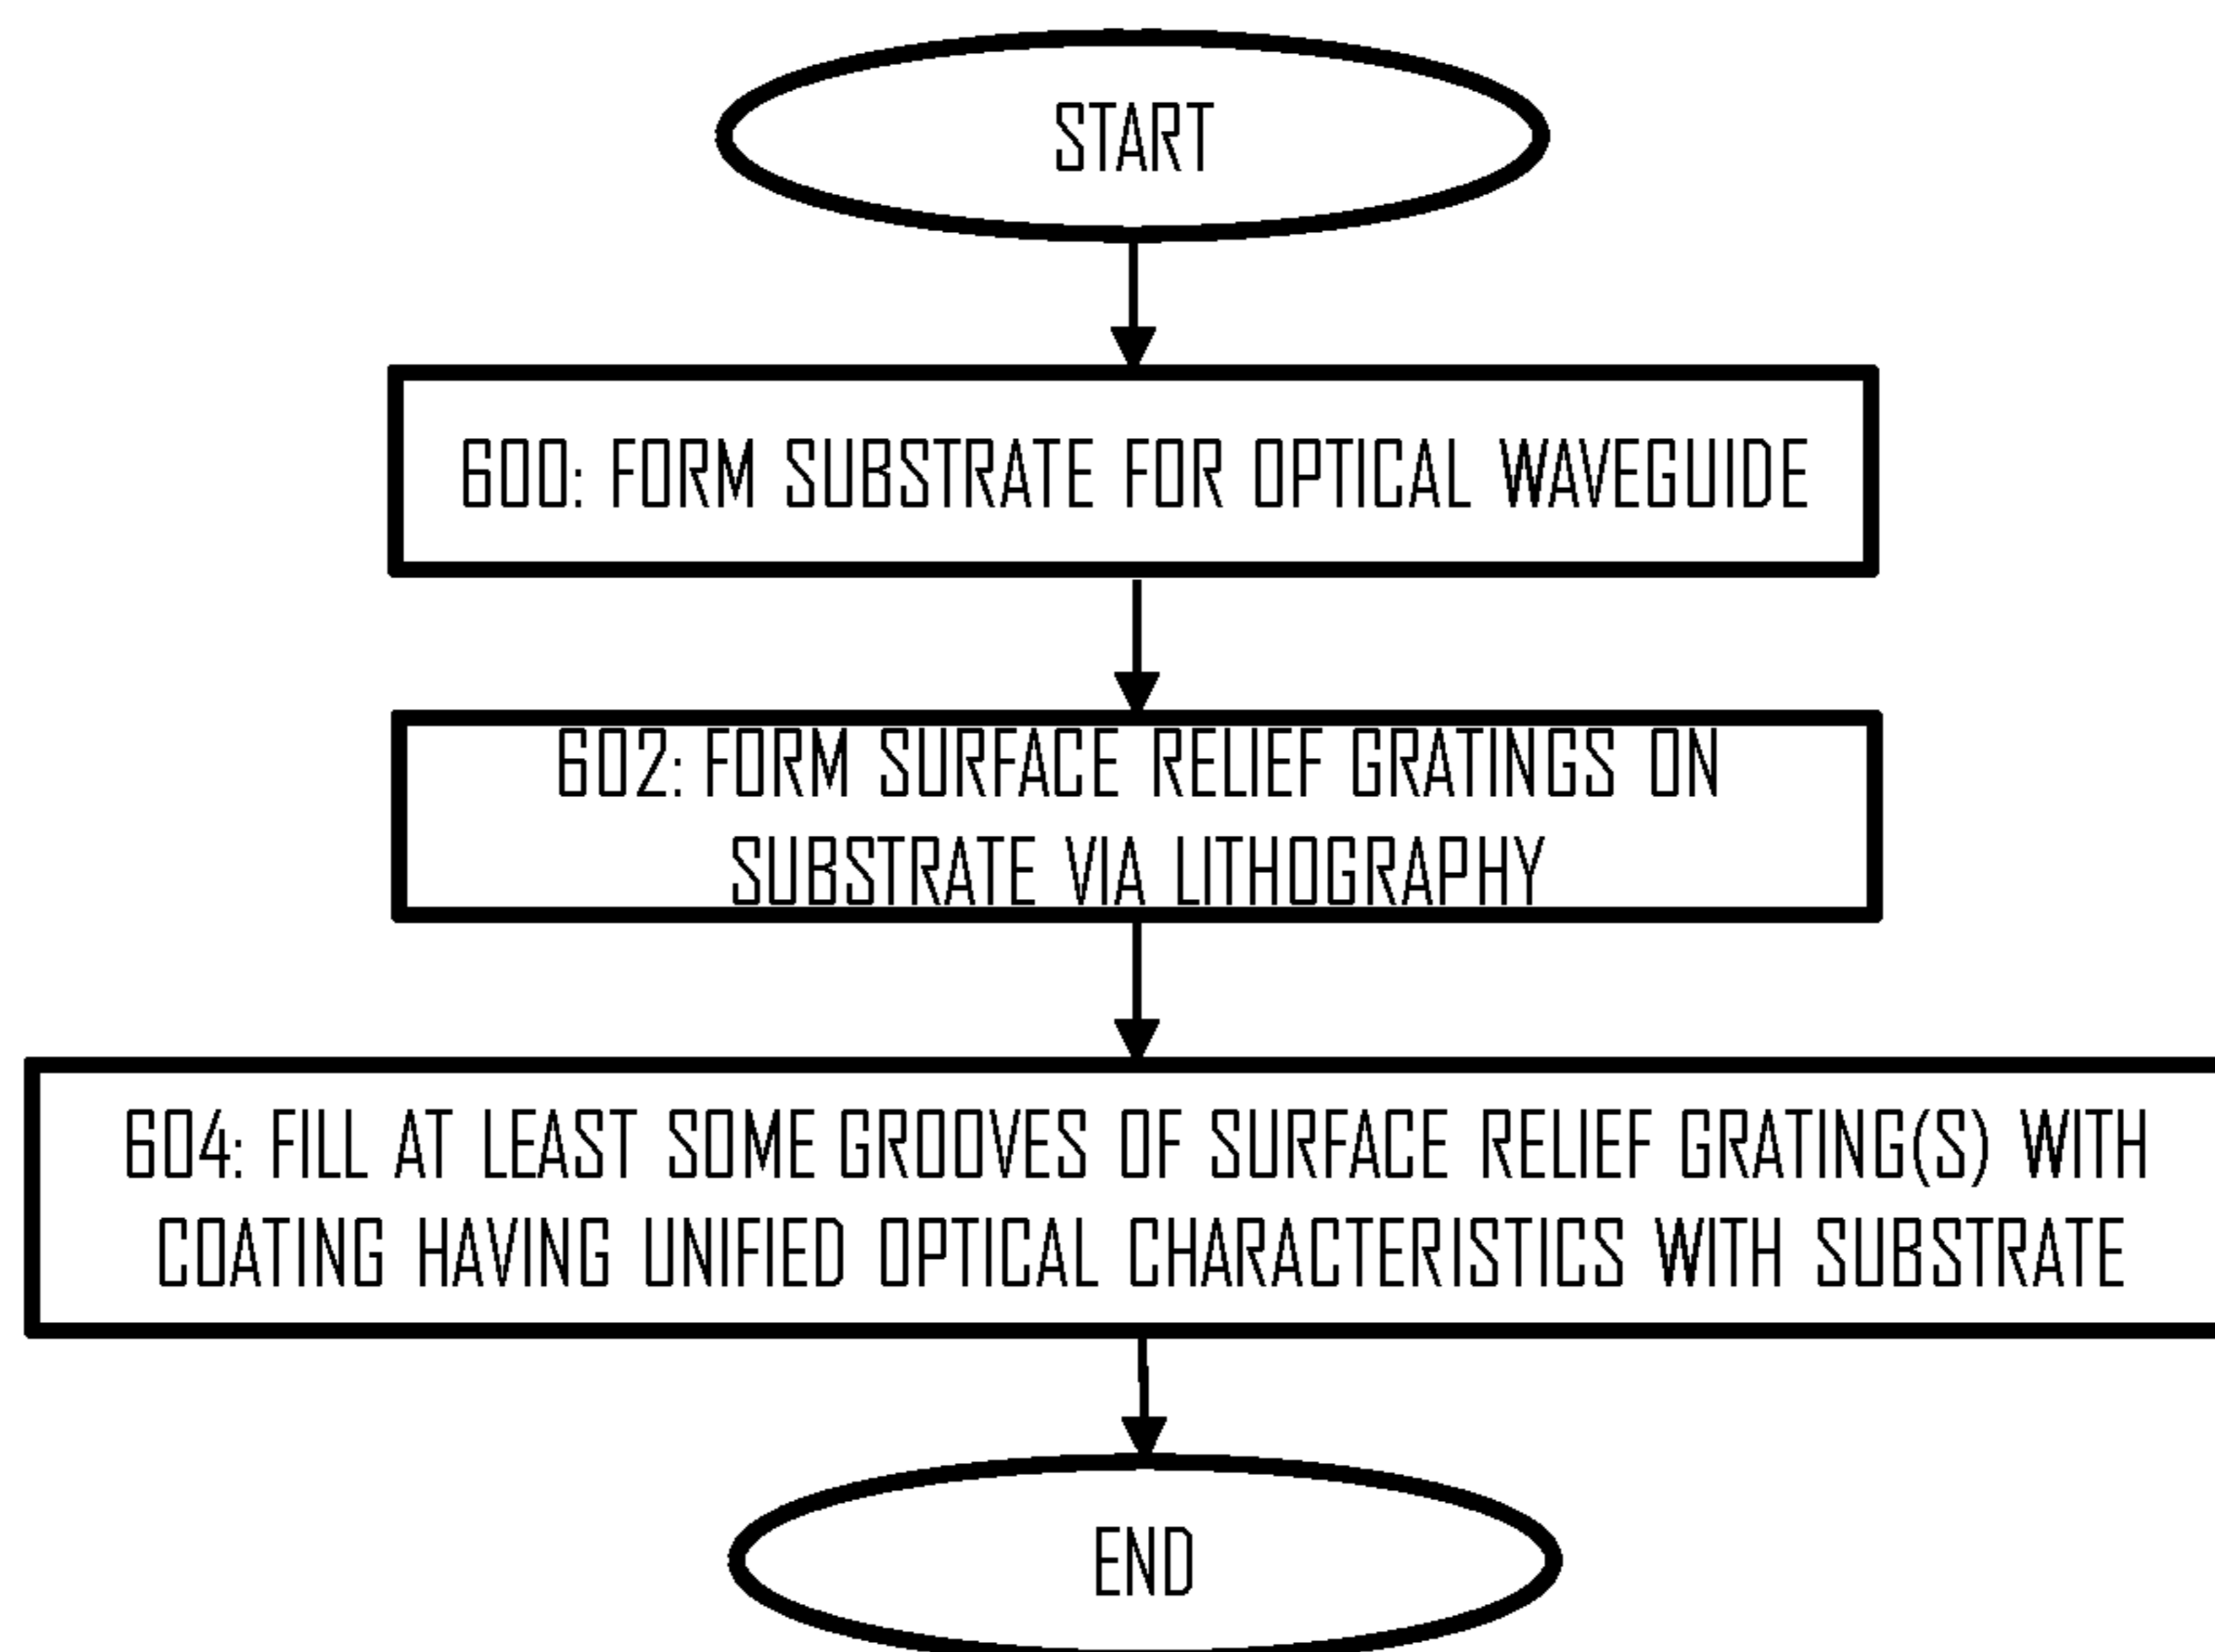 START
600: FORM SUBSTRATE FOR OPTICAL WAVEGUIDE
602: FORM SURFACE RELIEF GRATINGS ON
SUBSTRATE VIA LITHOGRAPHY
604: FILL AT LEAST SOME GROOVES OF SURFACE RELIEF GRATING(S) WITH
COATING HAVING UNIFIED OPTICAL CHARACTERISTICS WITH SUBSTRATE
END